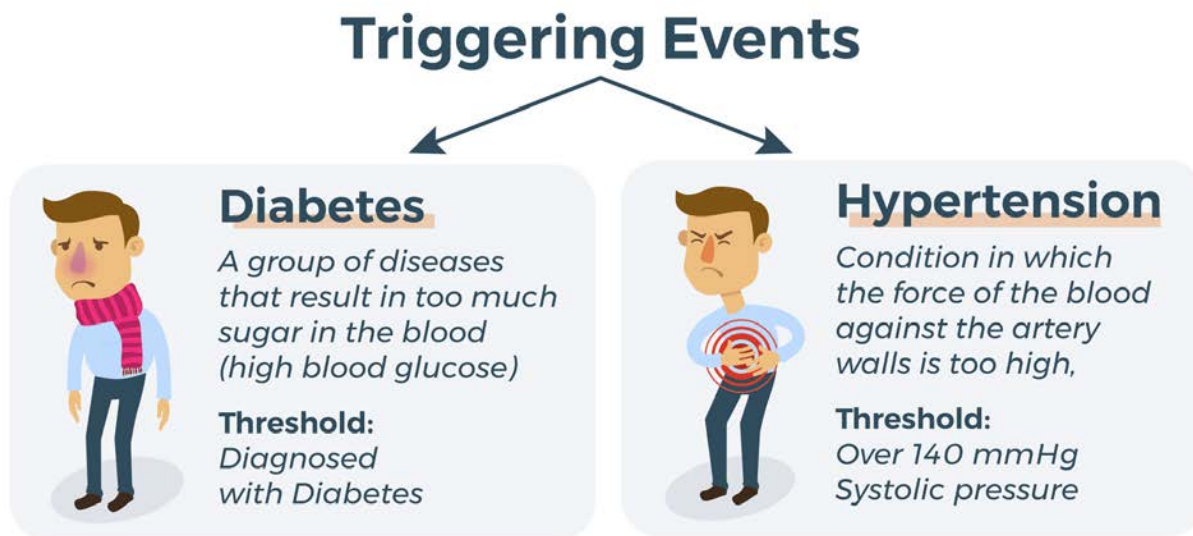 Triggering Events
Diabetes
A group of diseases
that result in too much
sugar in the blood
(high blood glucose)
Threshold:
Diagnosed
with Diabetes
Hypertension
Condition in which
the force of the blood
against the artery
walls is too high,
Threshold:
Over 140 mmHg
Systolic pressure